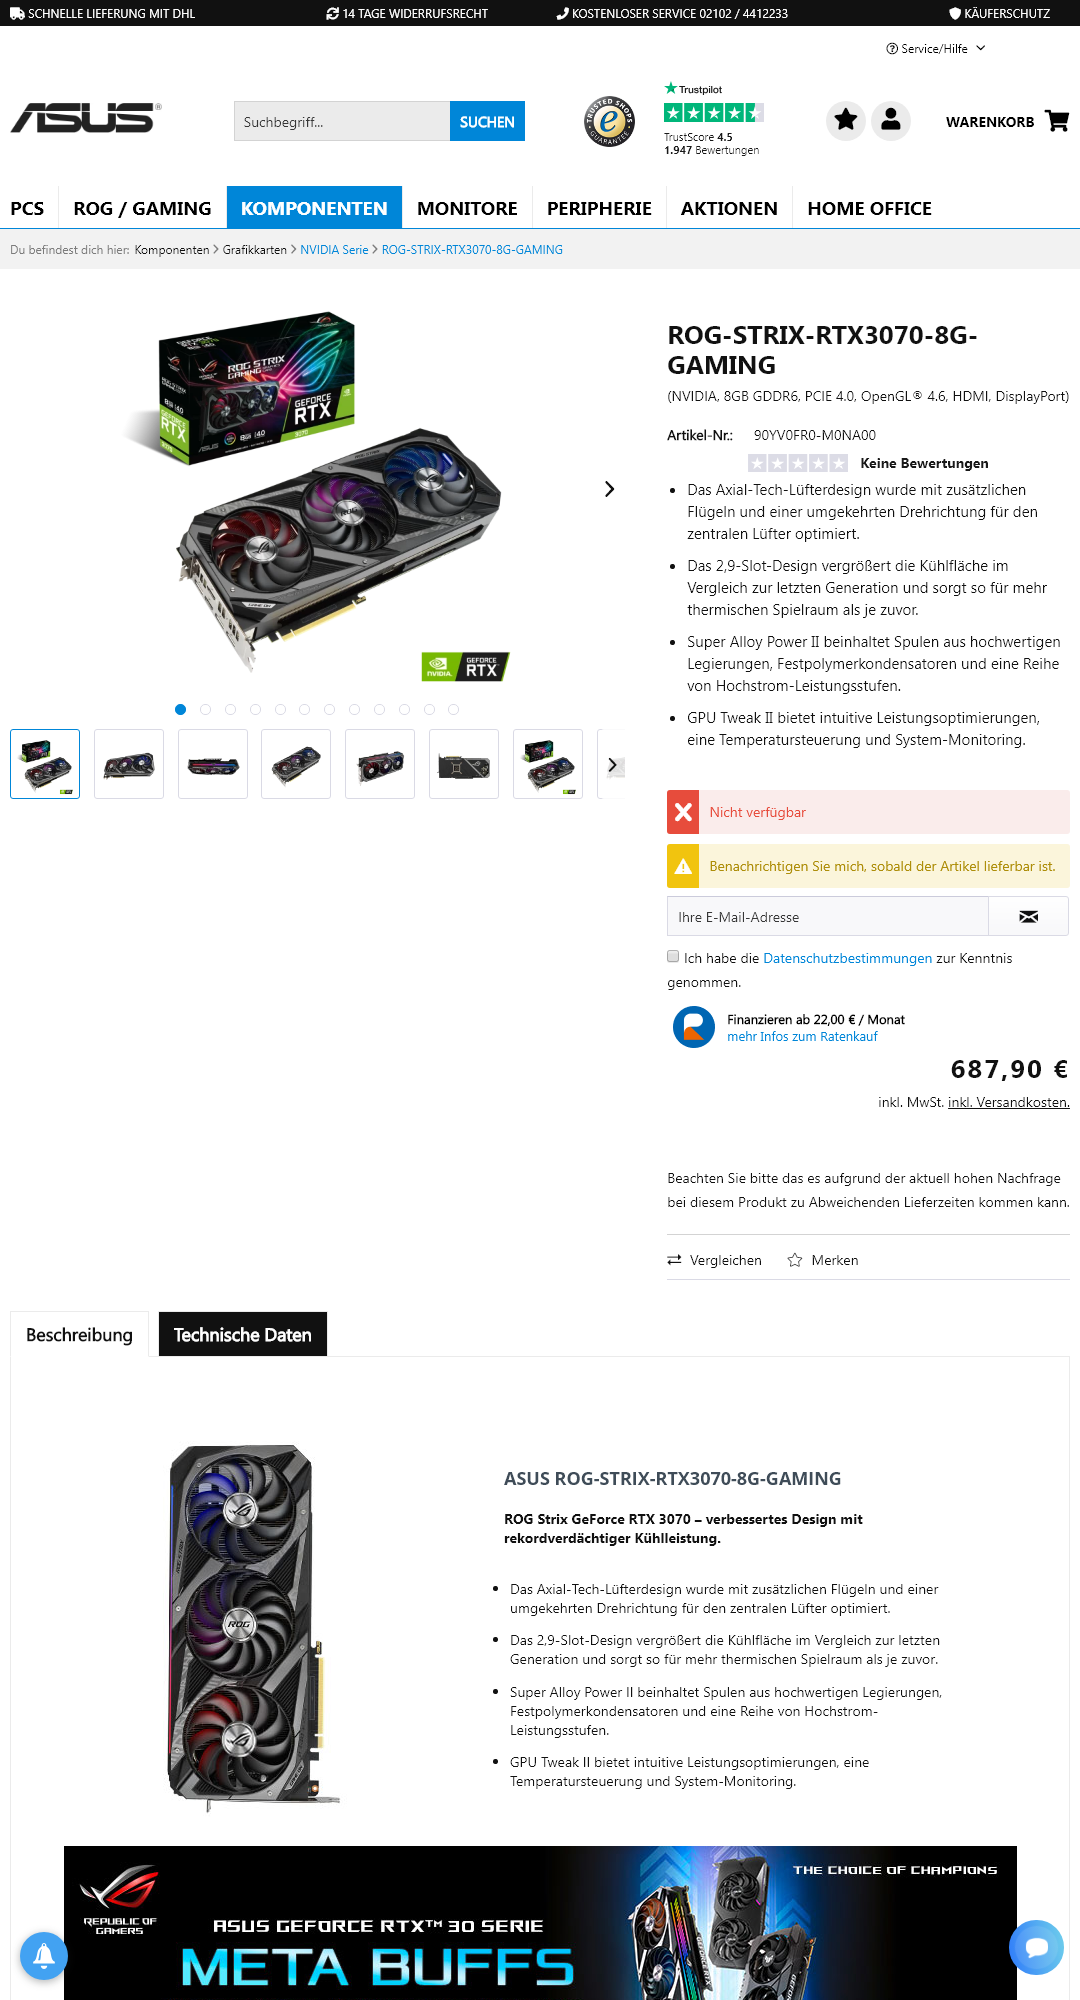 SCHNELLE LIEFERUNG MIT DHL
14 TAGE WIDERRUFSRECHT
KOSTENLOSER SERVICE 02102 / 4412233
KÄUFERSCHUTZ
Service/Hilfe
ASUS®
Suchbegriff...
SUCHEN
TRUSTED SHOPS
e
GUARANTEE
Trustpilot
TrustScore 4.5
1.947 Bewertungen
WARENKORB
PCS
ROG / GAMING
KOMPONENTEN
MONITORE
PERIPHERIE
AKTIONEN
HOME OFFICE
Du befindest dich hier: Komponenten > Grafikkarten > NVIDIA Serie > ROG-STRIX-RTX3070-8G-GAMING
ROG STRIX
GEFORCE
RTX
3070
GEFORCE
RTX
ASUS
NVIDIA.
GEFORCE
RTX
ROG-STRIX-RTX3070-8G-
GAMING
(NVIDIA, 8GB GDDR6, PCIE 4.0, OpenGL® 4.6, HDMI, DisplayPort)
Artikel-Nr.: 90YV0FR0-M0NA00
Keine Bewertungen
• Das Axial-Tech-Lüfterdesign wurde mit zusätzlichen
Flügeln und einer umgekehrten Drehrichtung für den
zentralen Lüfter optimiert.
• Das 2,9-Slot-Design vergrößert die Kühlfläche im
Vergleich zur letzten Generation und sorgt so für mehr
thermischen Spielraum als je zuvor.
• Super Alloy Power II beinhaltet Spulen aus hochwertigen
Legierungen, Festpolymerkondensatoren und eine Reihe
von Hochstrom-Leistungsstufen.
• GPU Tweak II bietet intuitive Leistungsoptimierungen,
eine Temperatursteuerung und System-Monitoring.
Nicht verfügbar
Benachrichtigen Sie mich, sobald der Artikel lieferbar ist.
Ihre E-Mail-Adresse
Ich habe die Datenschutzbestimmungen zur Kenntnis
genommen.
Finanzieren ab 22,00 € / Monat
mehr Infos zum Ratenkauf
687,90 €
inkl. MwSt. inkl. Versandkosten.
Beachten Sie bitte das es aufgrund der aktuell hohen Nachfrage
bei diesem Produkt zu Abweichenden Lieferzeiten kommen kann.
Vergleichen
Merken
Beschreibung
Technische Daten
ROG
ASUS ROG-STRIX-RTX3070-8G-GAMING
ROG Strix GeForce RTX 3070 – verbessertes Design mit
rekordverdächtiger Kühlleistung.
• Das Axial-Tech-Lüfterdesign wurde mit zusätzlichen Flügeln und einer
umgekehrten Drehrichtung für den zentralen Lüfter optimiert.
• Das 2,9-Slot-Design vergrößert die Kühlfläche im Vergleich zur letzten
Generation und sorgt so für mehr thermischen Spielraum als je zuvor.
• Super Alloy Power II beinhaltet Spulen aus hochwertigen Legierungen,
Festpolymerkondensatoren und eine Reihe von Hochstrom-
Leistungsstufen.
• GPU Tweak II bietet intuitive Leistungsoptimierungen, eine
Temperatursteuerung und System-Monitoring.
REPUBLIC OF
GAMERS
THE CHOICE OF CHAMPIONS
ASUS GEFORCE RTX™ 30 SERIE
META BUFFS